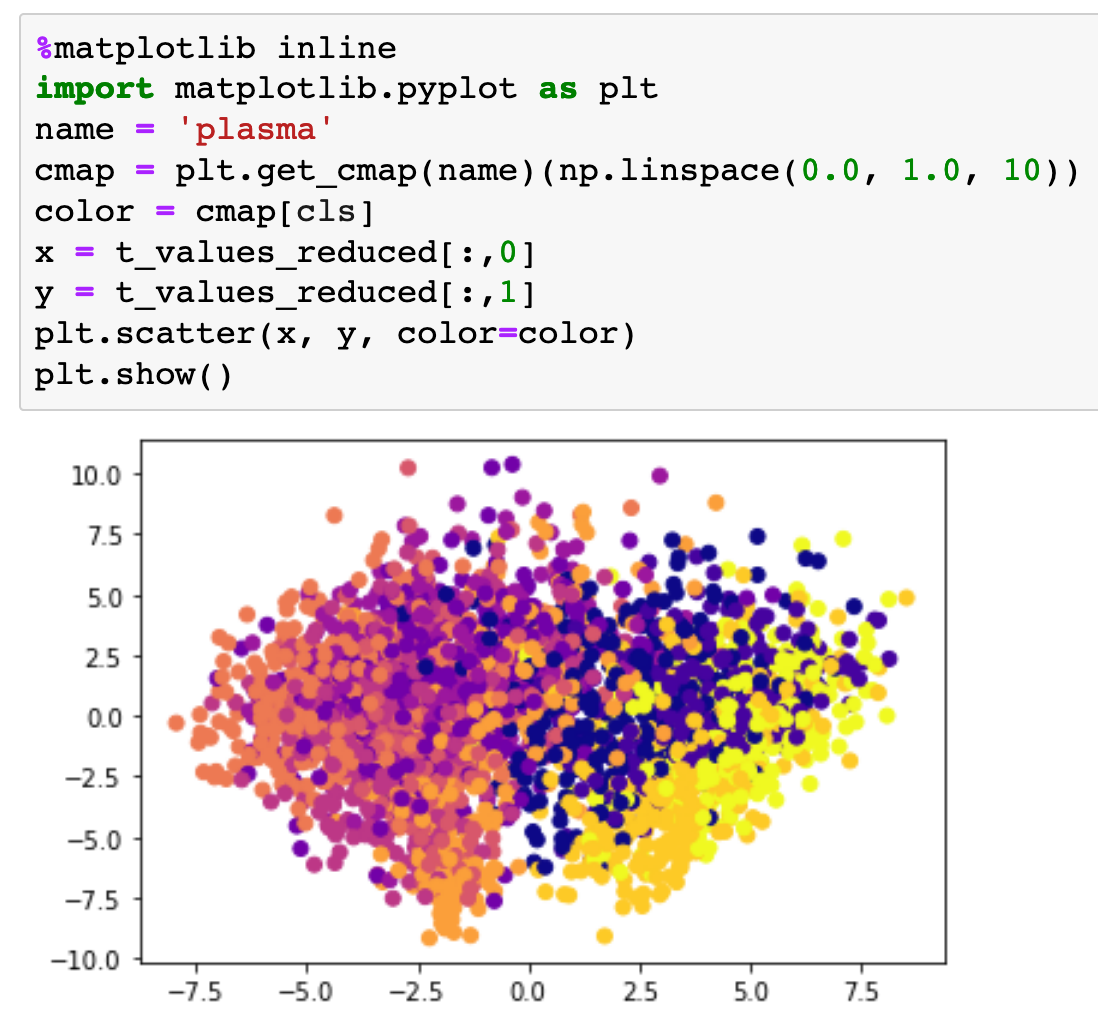 %matplotlib inline
import matplotlib.pyplot as plt
name = 'plasma'
cmap = plt.get_cmap(name)(np.linspace(0.0, 1.0, 10))
color = cmap[cls]
x = t_values_reduced[:,0]
y = t_values_reduced[:,1]
plt.scatter(x, y, color=color)
plt.show()
10.0
7.5
5.0
2.5
0.0
−2.5
−5.0
−7.5
−10.0
−7.5 −5.0 −2.5 0.0 2.5 5.0 7.5